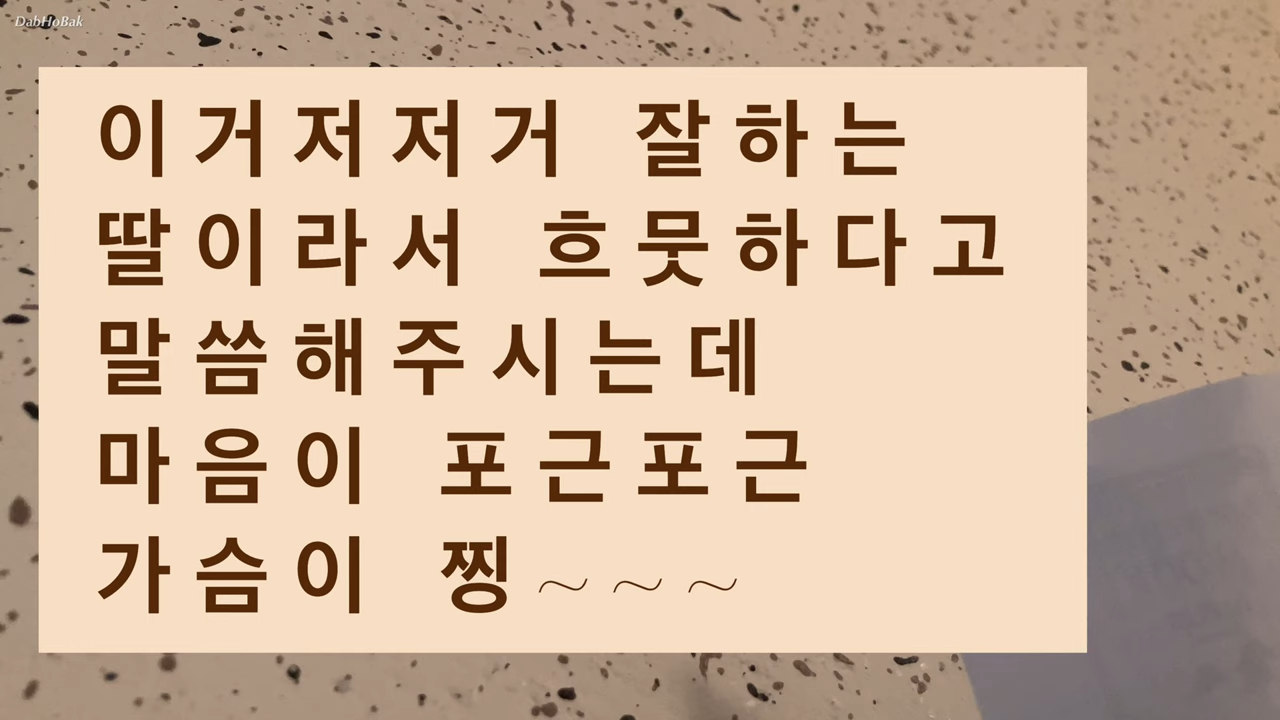 DabHoBak
이거저저거 잘하는
딸이라서 흐뭇하다고
말씀해주시는데
마음이 포근포근
가슴이 찡~~~